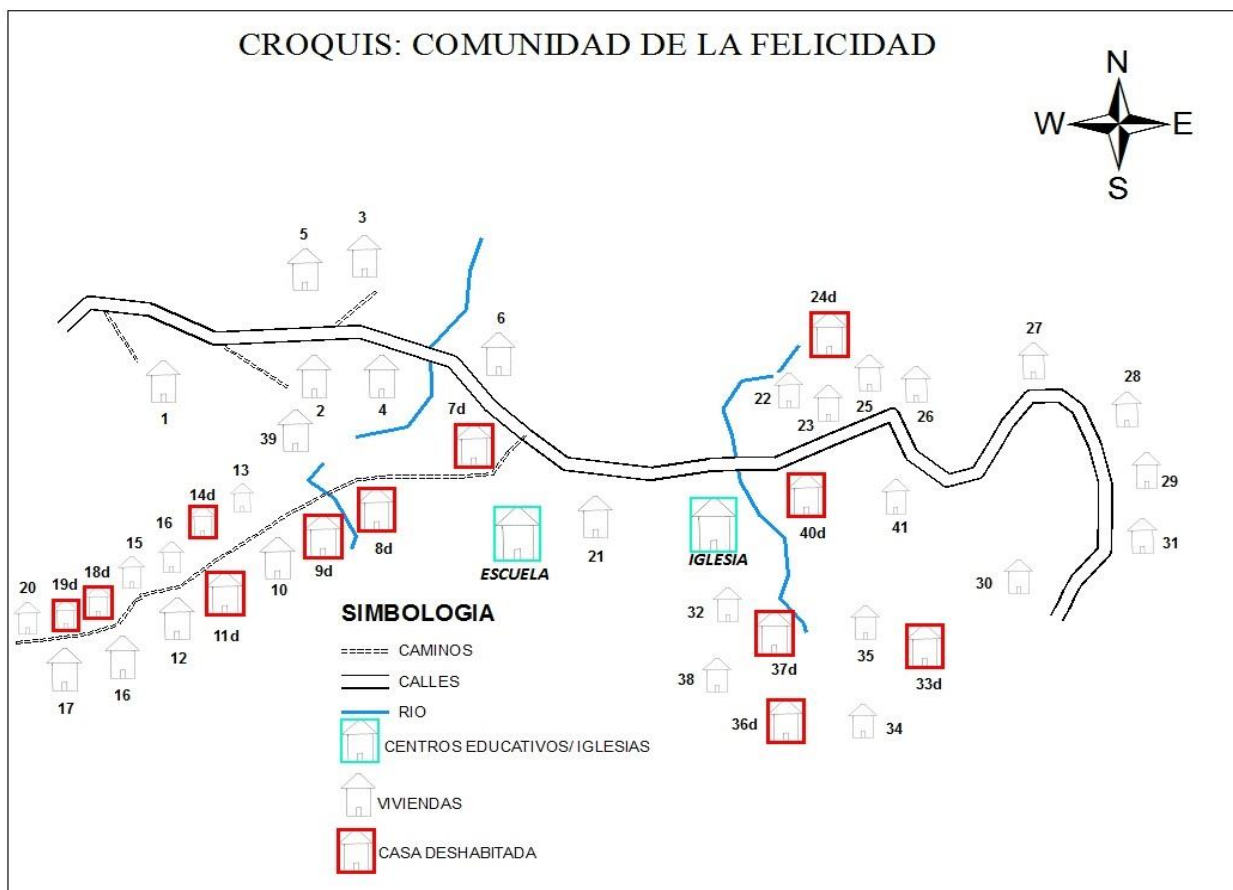 CROQUIS: COMUNIDAD DE LA FELICIDAD
N
W E
S
3
5
24d
6
27
28
1
2
4
22
25
26
23
7d
39
13
29
14d
40d
41
16
8d
ESCUELA
21
IGLESIA
31
15
9d
10
30
18d
19d
20
11d
32
12
35
37d
33d
16
17
38
36d
34
SIMBOLOGIA
CAMINOS
CALLES
RIO
CENTROS EDUCATIVOS/ IGLESIAS
VIVIENDAS
CASA DESHABITADA